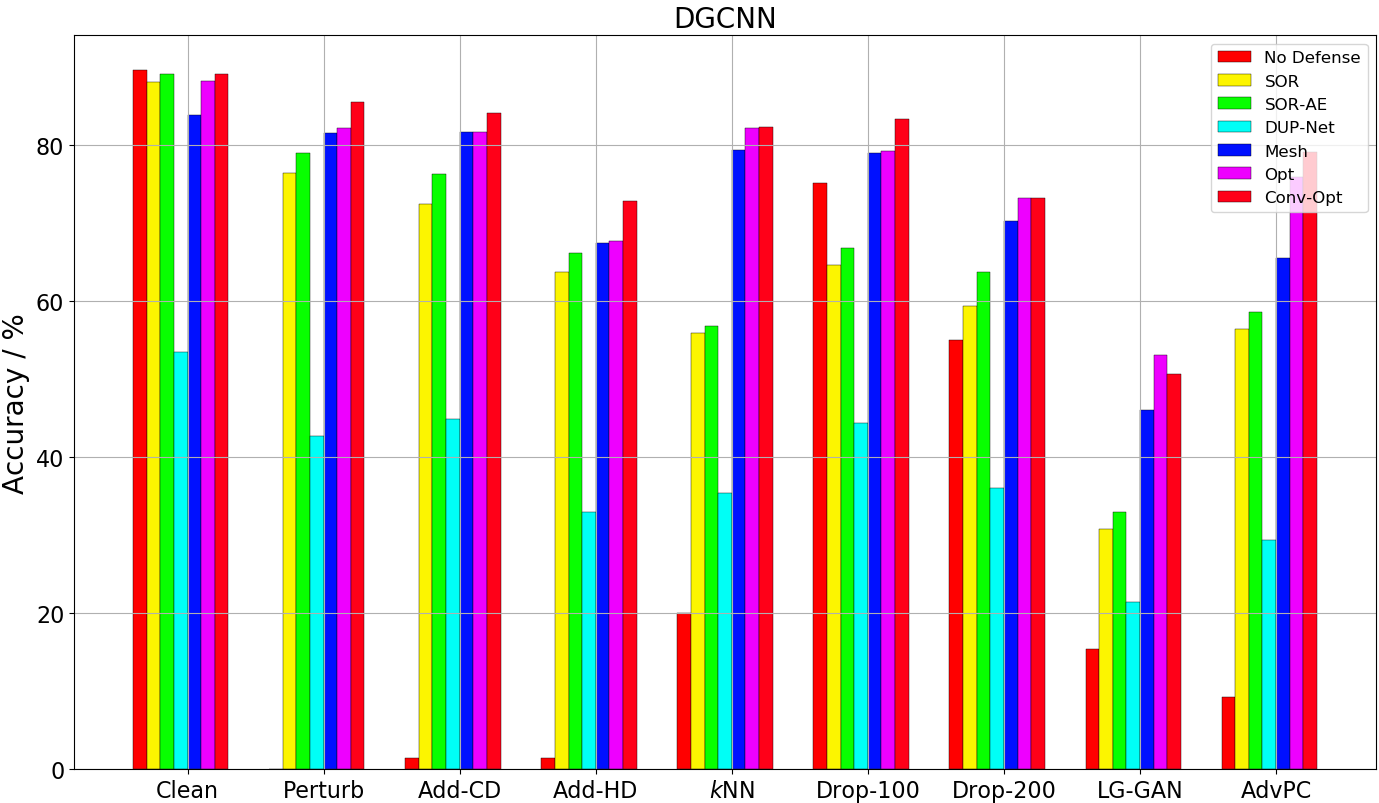 DGCNN
Accuracy / %
80
60
40
20
0
No Defense
SOR
SOR-AE
DUP-Net
Mesh
Opt
Conv-Opt
Clean
Perturb
Add-CD
Add-HD
kNN
Drop-100
Drop-200
LG-GAN
AdvPC